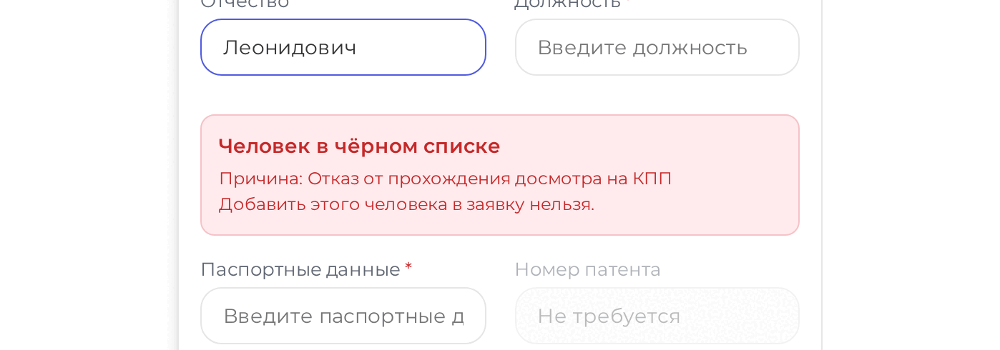 Отчество
Должность *
Леонидович
Введите должность
Человек в чёрном списке
Причина: Отказ от прохождения досмотра на КПП
Добавить этого человека в заявку нельзя.
Паспортные данные *
Номер патента
Введите паспортные д
Не требуется